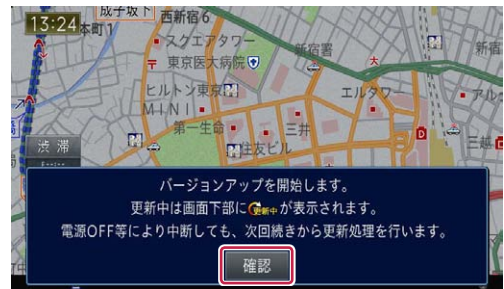 13:24
成子坂下
西新宿6
本町1
スクエアタワー
新宿署
新宿
東京医大病院
ヒルトン東京
MINI
エルタワー
アル
第一生命
三井
住友ビル
三越
渋滞
バージョンアップを開始します。
更新中は画面下部に更新中が表示されます。
電源OFF等により中断しても、次回続きから更新処理を行います。
確認